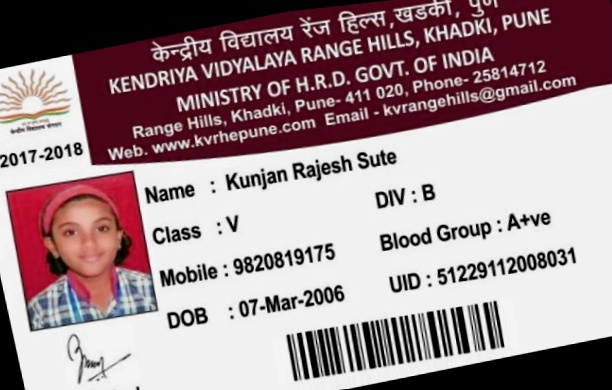 केन्द्रीय विद्यालय रेंज हिल्स, खडकी, पुणे
KENDRIYA VIDYALAYA RANGE HILLS, KHADKI, PUNE
MINISTRY OF H.R.D. GOVT. OF INDIA
Range Hills, Khadki, Pune- 411 020, Phone- 25814712
Web. www.kvrhepune.com Email - kvrangehills@gmail.com
केन्द्रीय विद्यालय संगठन
2017-2018
Name : Kunjan Rajesh Sute
Class : V DIV : B
Mobile : 9820819175 Blood Group : A+ve
DOB : 07-Mar-2006 UID : 51229112008031